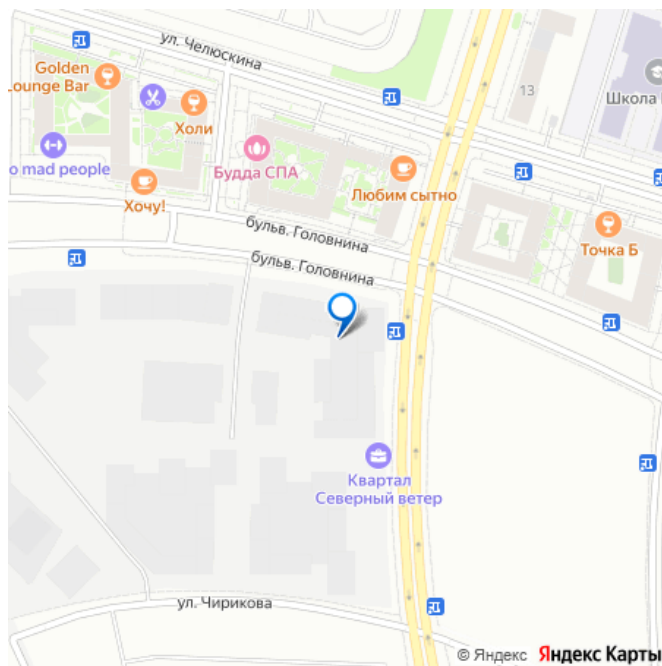 ул. Челюскина
Golden
Lounge Bar
Холи
13
Школа
o mad people
Хочу!
Будда СПА
Любим сытно
Точка Б
бульв. Головнина
бульв. Головнина
Квартал
Северный ветер
ул. Чирикова
© Яндекс Яндекс Карты